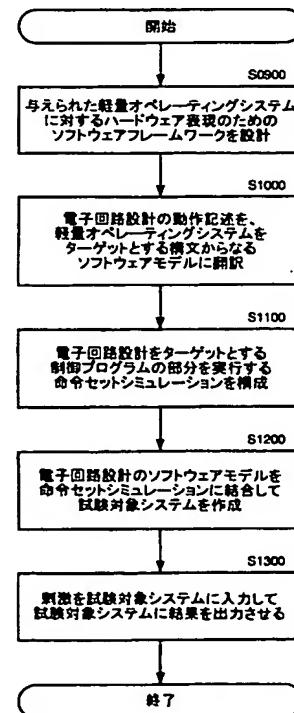 開始
S0900
与えられた軽量オペレーティングシステム
に対するハードウェア表現のための
ソフトウェアフレームワークを設計
S1000
電子回路設計の動作記述を、
軽量オペレーティングシステムを
ターゲットとする構文からなる
ソフトウェアモデルに翻訳
S1100
電子回路設計をターゲットとする
制御プログラムの部分を実行する
命令セットシミュレーションを構成
S1200
電子回路設計のソフトウェアモデルを
命令セットシミュレーションに結合して
試験対象システムを作成
S1300
刺激を試験対象システムに入力して
試験対象システムに結果を出力させる
終了